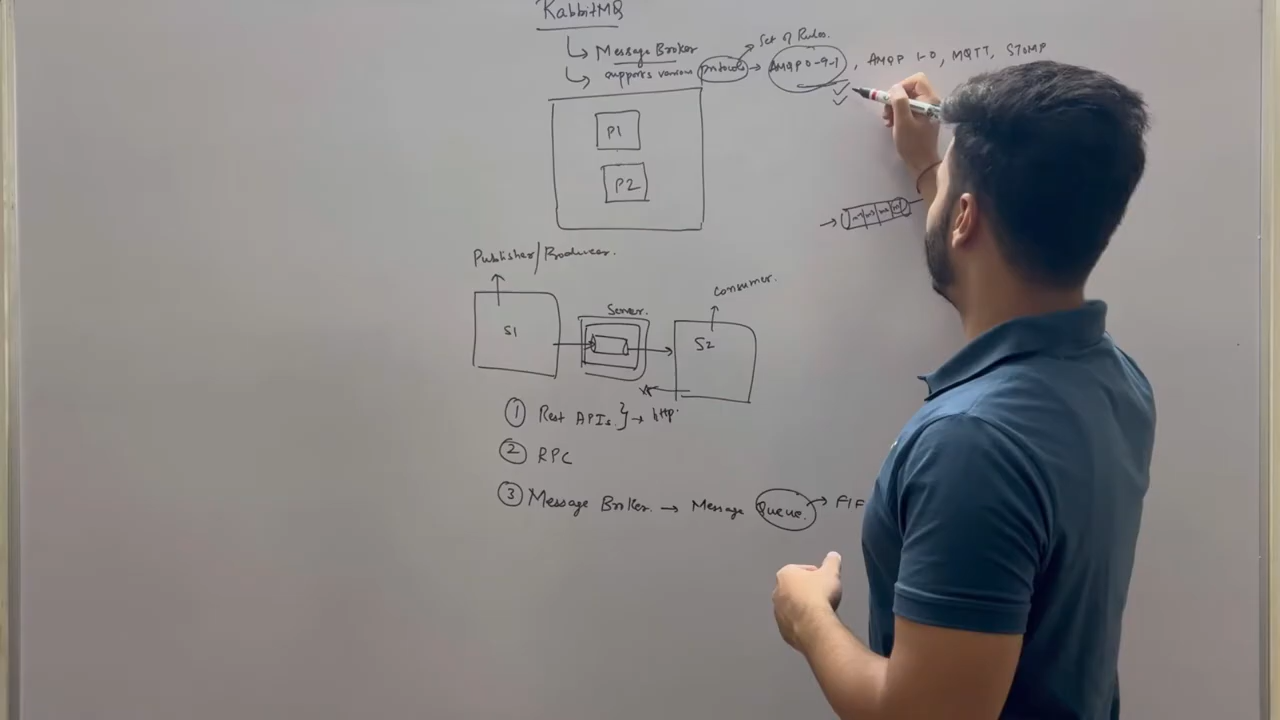 RabbitMQ
↳ Message Broker
↳ supports various protocols → AMQP 0-9-1, AMQP 1-0, MQTT, STOMP
Set of Rules.
P1
P2
Publisher/Producer.
Consumer.
Server.
S1
S2
① Rest APIs. } → http.
② RPC
③ Message Broker. → Message Queue. → FIF